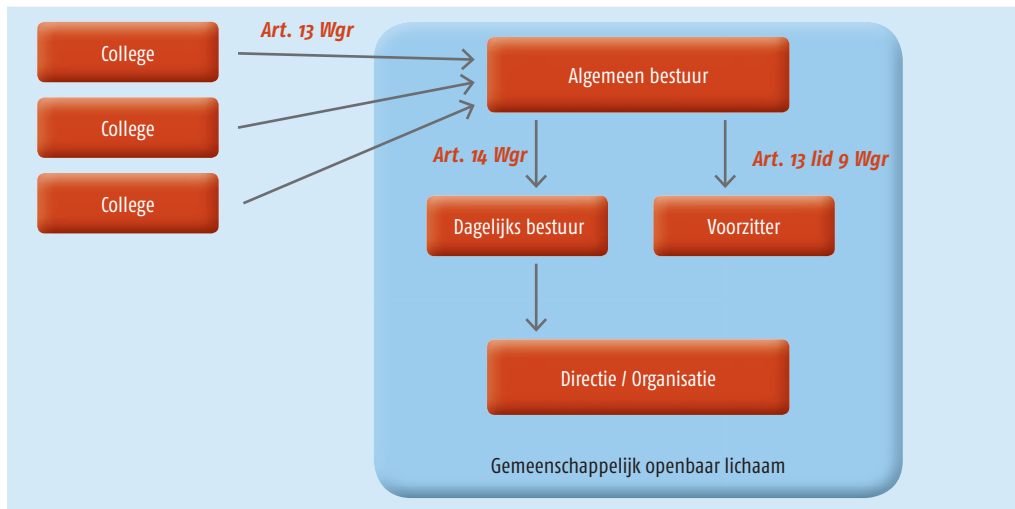 Art. 13 Wgr
College
College
College
Algemeen bestuur
Art. 14 Wgr
Art. 13 lid 9 Wgr
Dagelijks bestuur
Voorzitter
Directie / Organisatie
Gemeenschappelijk openbaar lichaam